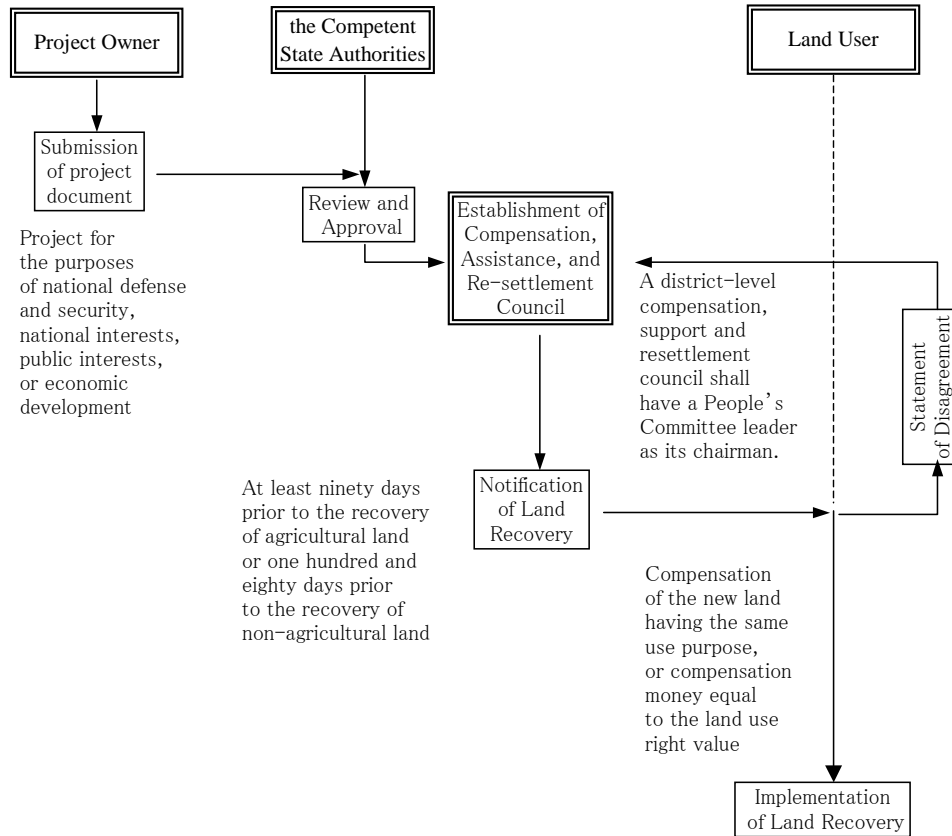 Project Owner
the Competent
State Authorities
Land User
Submission
of project
document
Review and
Approval
Project for
the purposes
of national defense
and security,
national interests,
public interests,
or economic
development
Establishment of
Compensation,
Assistance, and
Re-settlement
Council
A district-level
compensation,
support and
resettlement
council shall
have a People's
Committee leader
as its chairman.
Statement
of Disagreement
At least ninety days
prior to the recovery
of agricultural land
or one hundred and
eighty days prior
to the recovery of
non-agricultural land
Notification
of Land
Recovery
Compensation
of the new land
having the same
use purpose,
or compensation
money equal
to the land use
right value
Implementation
of Land Recovery